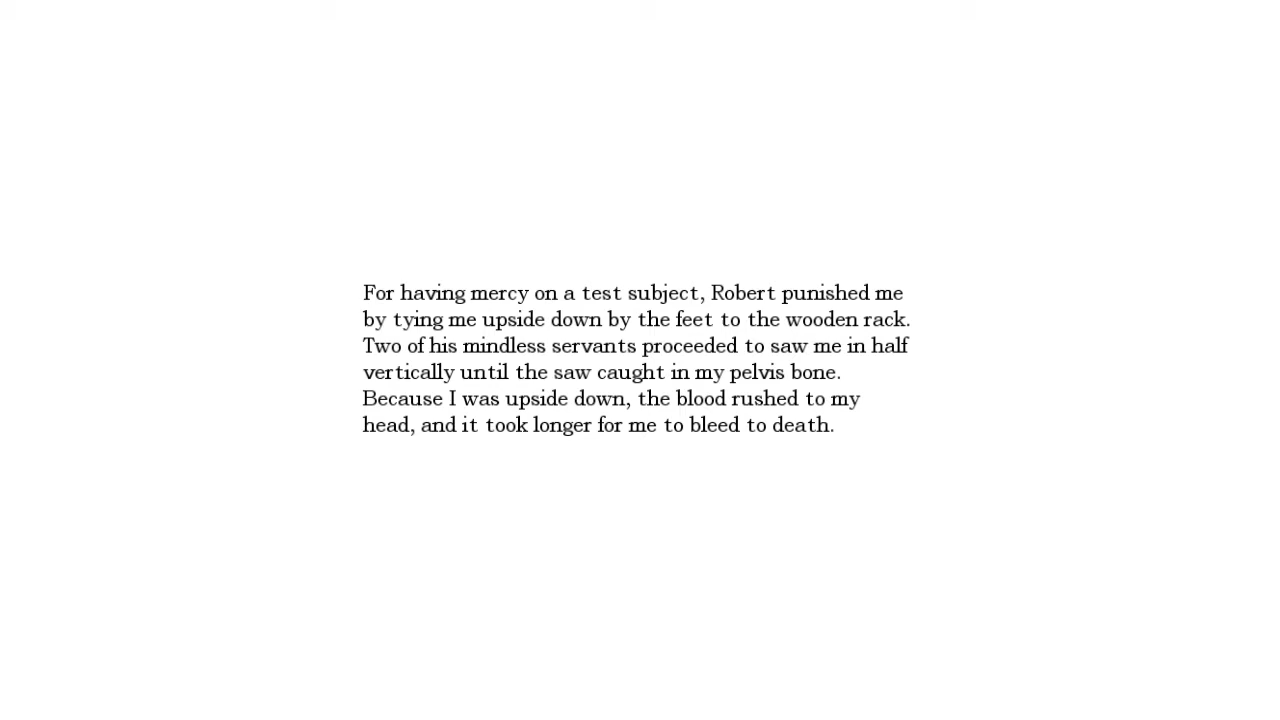 For having mercy on a test subject, Robert punished me
by tying me upside down by the feet to the wooden rack.
Two of his mindless servants proceeded to saw me in half
vertically until the saw caught in my pelvis bone.
Because I was upside down, the blood rushed to my
head, and it took longer for me to bleed to death.